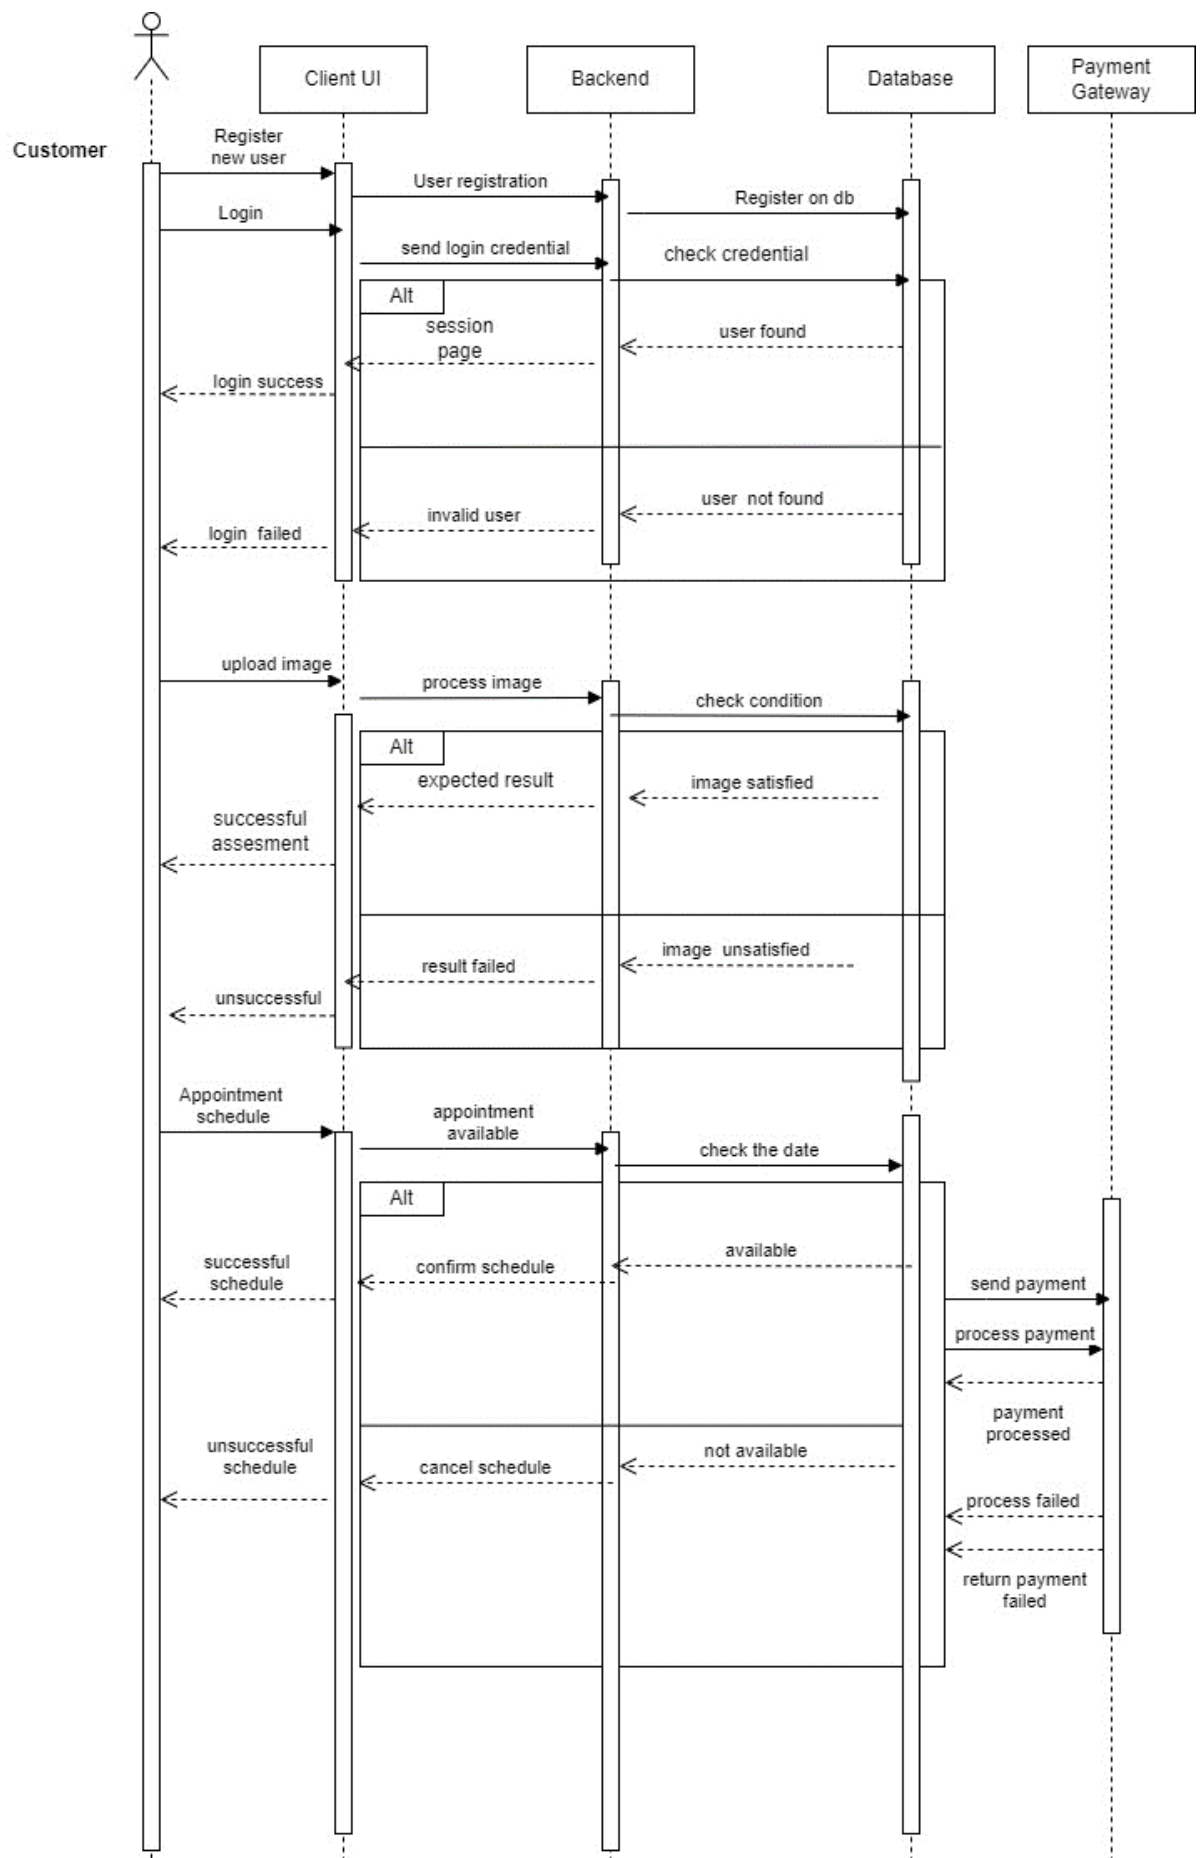 Client UI
Backend
Database
Payment
Gateway
Customer
Register
new user
User registration
Register on db
Login
send login credential
check credential
Alt
session
page
user found
login success
user  not found
invalid user
login  failed
upload image
process image
check condition
Alt
expected result
image satisfied
successful
assesment
image  unsatisfied
result failed
unsuccessful
Appointment
schedule
appointment
available
check the date
Alt
available
successful
schedule
confirm schedule
send payment
process payment
payment
processed
unsuccessful
schedule
not available
cancel schedule
process failed
return payment
failed